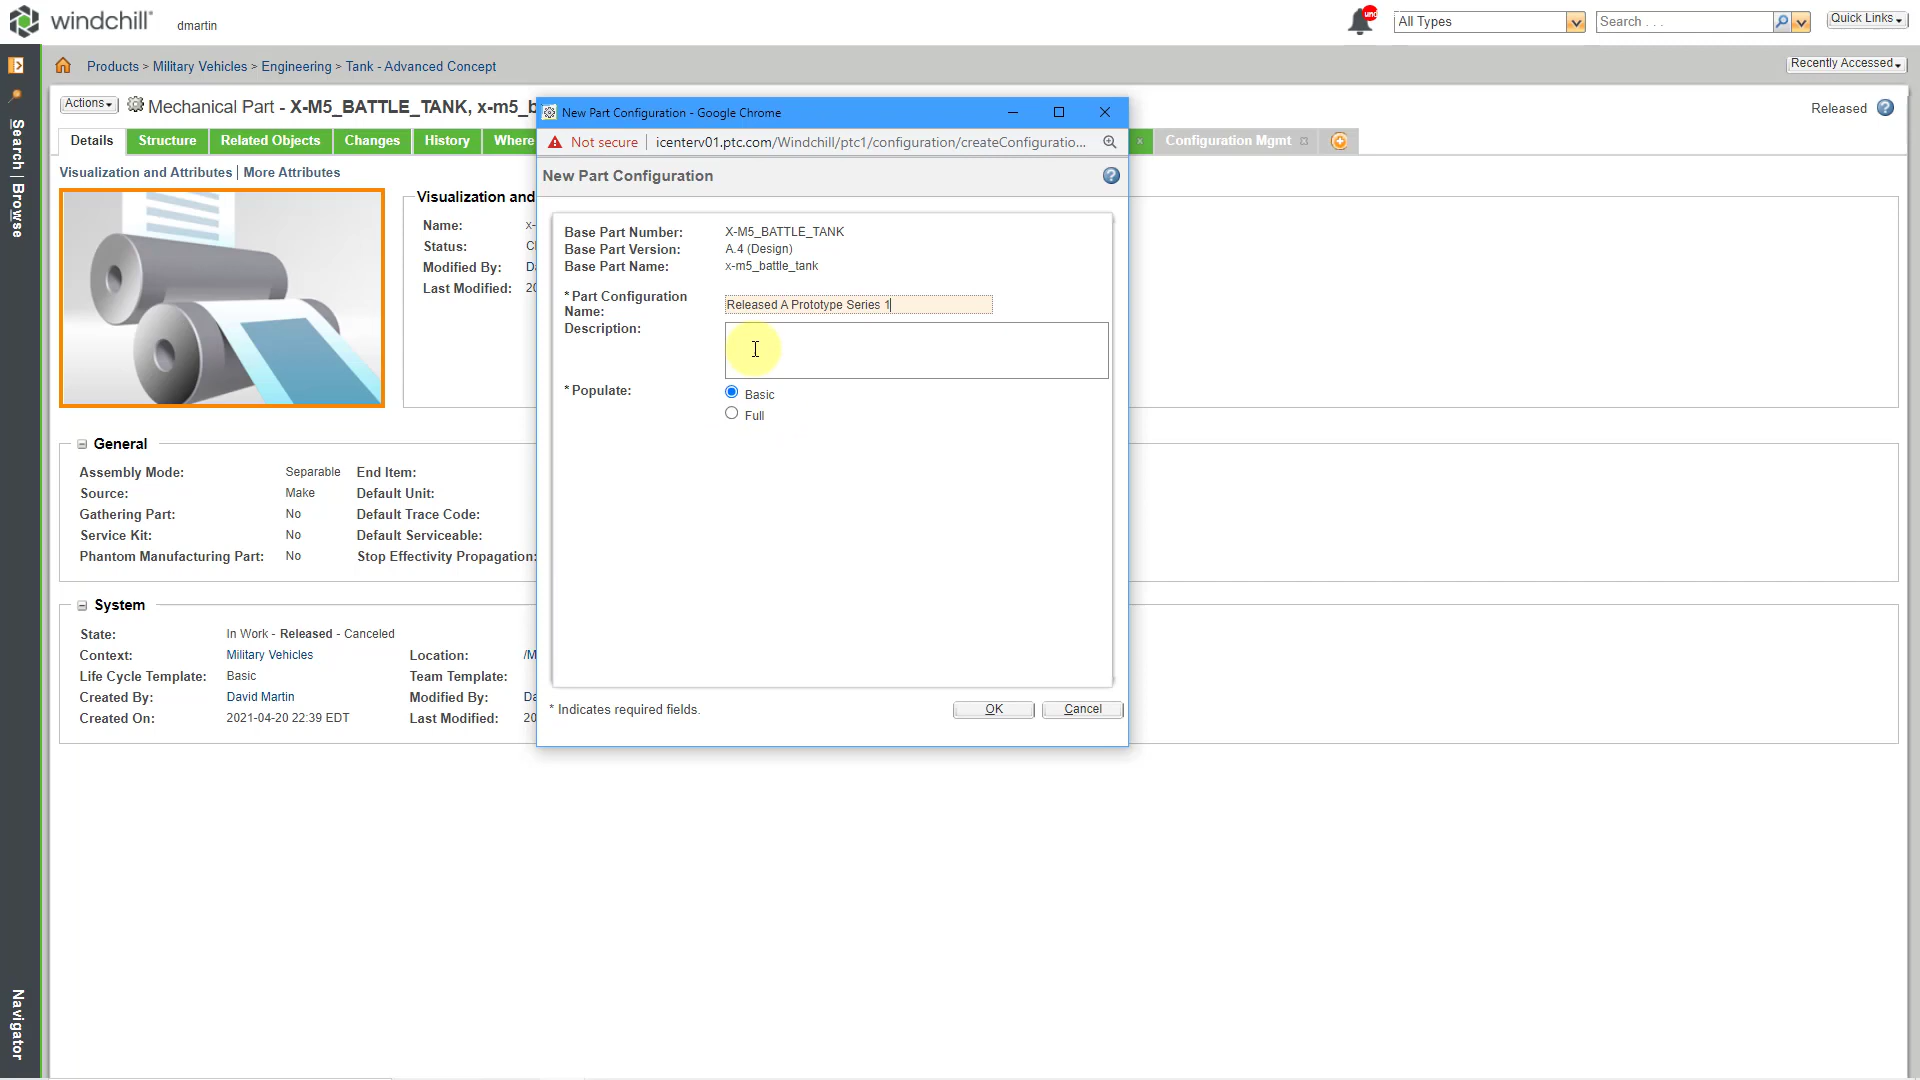 windchill
dmartin
All Types
Search . . .
Quick Links
Products > Military Vehicles > Engineering > Tank - Advanced Concept
Recently Accessed
Actions
Mechanical Part - X-M5_BATTLE_TANK, x-m5_b
Released
Details
Structure
Related Objects
Changes
History
Where
Configuration Mgmt
Visualization and Attributes | More Attributes
Visualization and
Name:
Status:
Modified By:
Last Modified:
General
Assembly Mode: Separable End Item:
Source: Make Default Unit:
Gathering Part: No Default Trace Code:
Service Kit: No Default Serviceable:
Phantom Manufacturing Part: No Stop Effectivity Propagation:
System
State: In Work - Released - Canceled
Context: Military Vehicles Location: /M
Life Cycle Template: Basic Team Template:
Created By: David Martin Modified By: Da
Created On: 2021-04-20 22:39 EDT Last Modified: 20
New Part Configuration - Google Chrome
Not secure | icenterv01.ptc.com/Windchill/ptc1/configuration/createConfiguratio...
New Part Configuration
Base Part Number: X-M5_BATTLE_TANK
Base Part Version: A.4 (Design)
Base Part Name: x-m5_battle_tank
* Part Configuration
Name: Released A Prototype Series 1
Description:
* Populate: Basic
Full
* Indicates required fields.
OK
Cancel
Search | Browse
Navigator